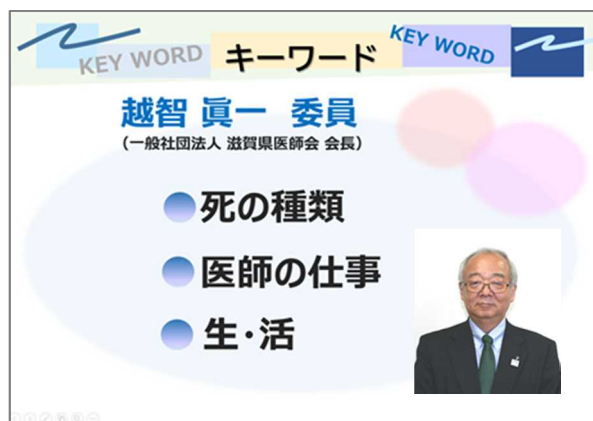 KEY WORD キーワード KEY WORD
越智 眞一 委員
（一般社団法人 滋賀県医師会 会長）
●死の種類
●医師の仕事
●生・活